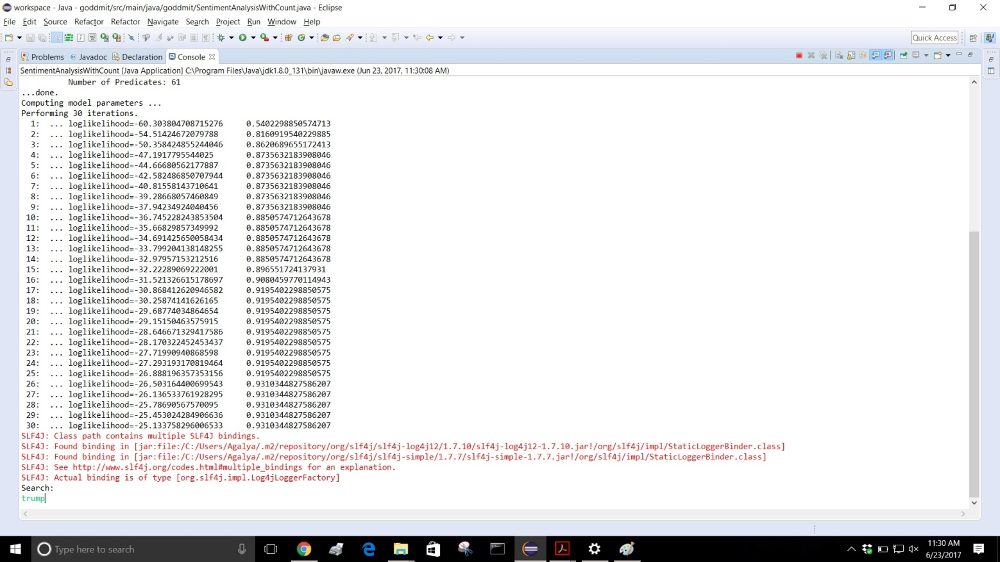 workspace - Java - goddmit/src/main/java/goddmit/SentimentAnalysisWithCount.java - Eclipse
File Edit Source Refactor Refactor Navigate Search Project Run Window Help
Quick Access
Problems @ Javadoc Declaration Console
SentimentAnalysisWithCount [Java Application] C:\Program Files\Java\jdk1.8.0_131\bin\javaw.exe (Jun 23, 2017, 11:30:08 AM)
Number of Predicates: 61
...done.
Computing model parameters ...
Performing 30 iterations.
1: ... loglikelihood=-60.303804708715276 0.5402298850574713
2: ... loglikelihood=-54.51424672079788 0.8160919540229885
3: ... loglikelihood=-50.358424855244046 0.8620689655172413
4: ... loglikelihood=-47.1917795544025 0.8735632183908046
5: ... loglikelihood=-44.66680562177887 0.8735632183908046
6: ... loglikelihood=-42.582486850707944 0.8735632183908046
7: ... loglikelihood=-40.81558143710641 0.8735632183908046
8: ... loglikelihood=-39.28668057460849 0.8735632183908046
9: ... loglikelihood=-37.94234924040456 0.8735632183908046
10: ... loglikelihood=-36.745228243853504 0.8850574712643678
11: ... loglikelihood=-35.66829857349992 0.8850574712643678
12: ... loglikelihood=-34.691425650058434 0.8850574712643678
13: ... loglikelihood=-33.799204138148255 0.8850574712643678
14: ... loglikelihood=-32.97957153212516 0.8850574712643678
15: ... loglikelihood=-32.22289069222001 0.896551724137931
16: ... loglikelihood=-31.521326615178697 0.9080459770114943
17: ... loglikelihood=-30.868412620946582 0.9195402298850575
18: ... loglikelihood=-30.25874141626165 0.9195402298850575
19: ... loglikelihood=-29.68774034864654 0.9195402298850575
20: ... loglikelihood=-29.15150463575915 0.9195402298850575
21: ... loglikelihood=-28.646671329417586 0.9195402298850575
22: ... loglikelihood=-28.170322452453437 0.9195402298850575
23: ... loglikelihood=-27.71990940868598 0.9195402298850575
24: ... loglikelihood=-27.293193170819464 0.9195402298850575
25: ... loglikelihood=-26.888196357353156 0.9195402298850575
26: ... loglikelihood=-26.503164400699543 0.9310344827586207
27: ... loglikelihood=-26.136533761928295 0.9310344827586207
28: ... loglikelihood=-25.78690567570095 0.9310344827586207
29: ... loglikelihood=-25.453024284906636 0.9310344827586207
30: ... loglikelihood=-25.133758296006533 0.9310344827586207
SLF4J: Class path contains multiple SLF4J bindings.
SLF4J: Found binding in [jar:file:/C:/Users/Agalya/.m2/repository/org/slf4j/slf4j-log4j12/1.7.10/slf4j-log4j12-1.7.10.jar!/org/slf4j/impl/StaticLoggerBinder.class]
SLF4J: Found binding in [jar:file:/C:/Users/Agalya/.m2/repository/org/slf4j/slf4j-simple/1.7.7/slf4j-simple-1.7.7.jar!/org/slf4j/impl/StaticLoggerBinder.class]
SLF4J: See http://www.slf4j.org/codes.html#multiple_bindings for an explanation.
SLF4J: Actual binding is of type [org.slf4j.impl.Log4jLoggerFactory]
Search:
trump
Type here to search
11:30 AM
6/23/2017